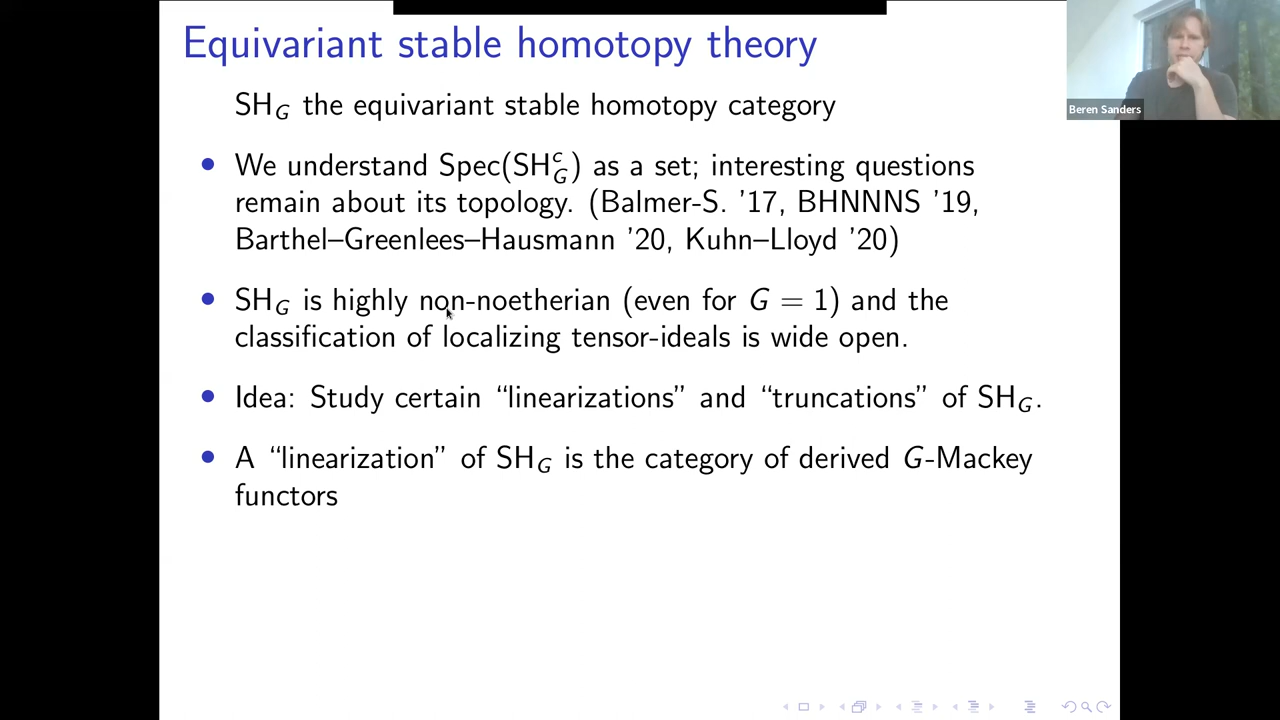 Equivariant stable homotopy theory
Beren Sanders
SH_G the equivariant stable homotopy category
• We understand Spec(SH_G^c) as a set; interesting questions
remain about its topology. (Balmer-S. '17, BHNNNS '19,
Barthel–Greenlees–Hausmann '20, Kuhn–Lloyd '20)
• SH_G is highly non-noetherian (even for G = 1) and the
classification of localizing tensor-ideals is wide open.
• Idea: Study certain “linearizations” and “truncations” of SH_G.
• A “linearization” of SH_G is the category of derived G-Mackey
functors